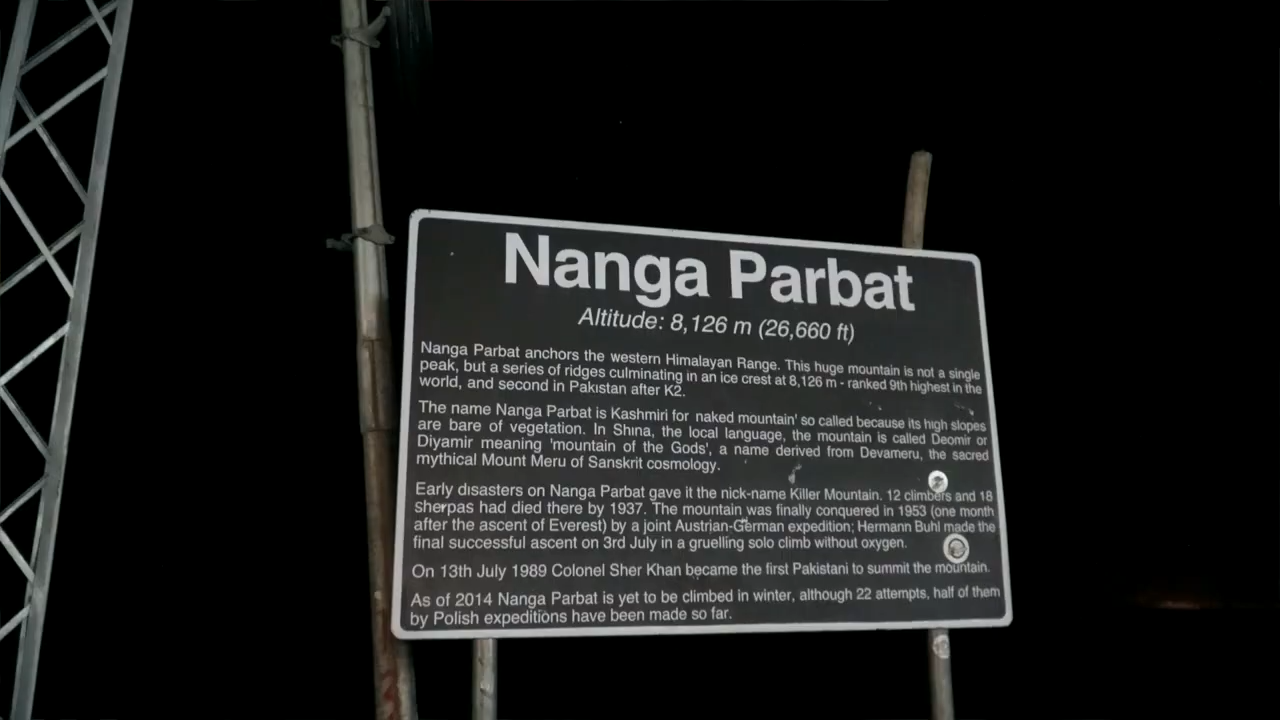 Nanga Parbat
Altitude: 8,126 m (26,660 ft)
Nanga Parbat anchors the western Himalayan Range. This huge mountain is not a single
peak, but a series of ridges culminating in an ice crest at 8,126 m - ranked 9th highest in the
world, and second in Pakistan after K2.
The name Nanga Parbat is Kashmiri for naked mountain' so called because its high slopes
are bare of vegetation. In Shina, the local language, the mountain is called Deomir or
Diyamir meaning 'mountain of the Gods', a name derived from Devameru, the sacred
mythical Mount Meru of Sanskrit cosmology.
Early disasters on Nanga Parbat gave it the nick-name Killer Mountain. 12 climbers and 18
Sherpas had died there by 1937. The mountain was finally conquered in 1953 (one month
after the ascent of Everest) by a joint Austrian-German expedition; Hermann Buhl made the
final successful ascent on 3rd July in a gruelling solo climb without oxygen.
On 13th July 1989 Colonel Sher Khan became the first Pakistani to summit the mountain.
As of 2014 Nanga Parbat is yet to be climbed in winter, although 22 attempts, half of them
by Polish expeditions have been made so far.